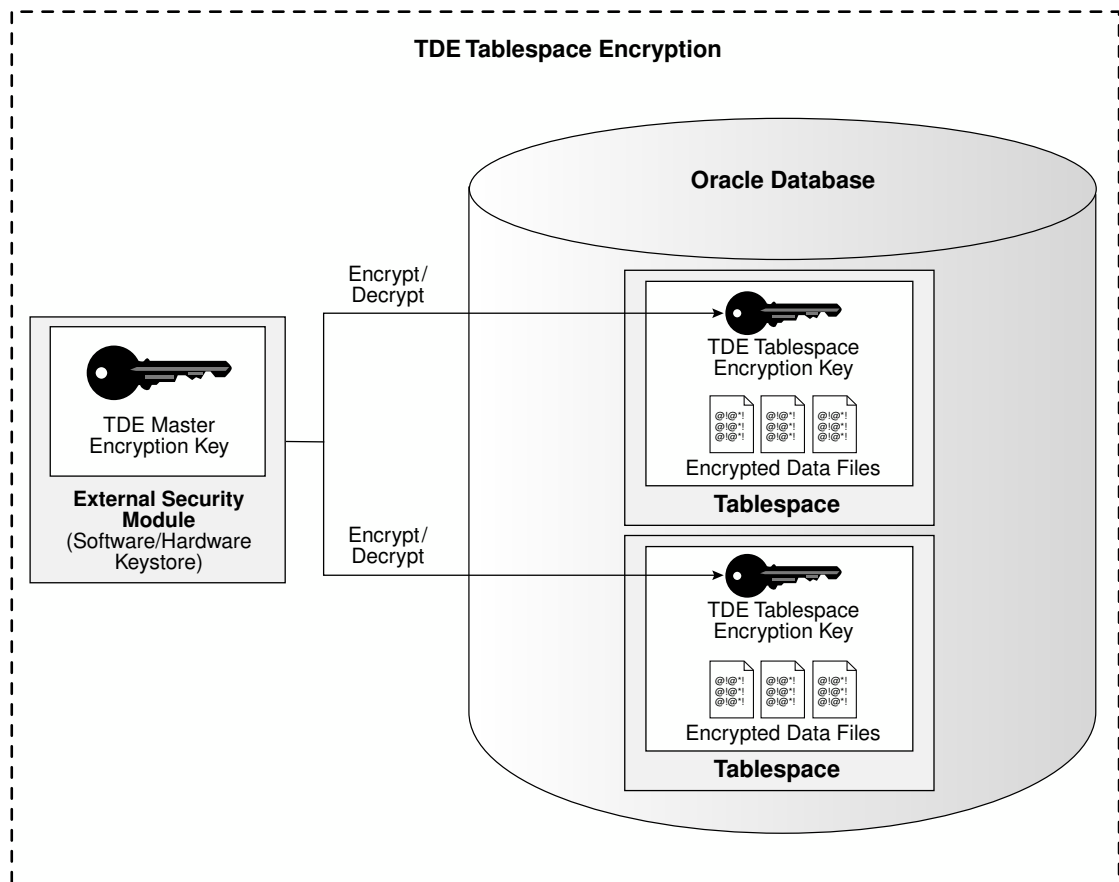 TDE Tablespace Encryption
Oracle Database
Encrypt/
Decrypt
TDE Tablespace
Encryption Key
@!@*! @!@*! @!@*!
@!@*! @!@*! @!@*!
@!@*! @!@*! @!@*!
Encrypted Data Files
Tablespace
TDE Master
Encryption Key
External Security
Module
(Software/Hardware
Keystore)
Encrypt/
Decrypt
TDE Tablespace
Encryption Key
@!@*! @!@*! @!@*!
@!@*! @!@*! @!@*!
@!@*! @!@*! @!@*!
Encrypted Data Files
Tablespace